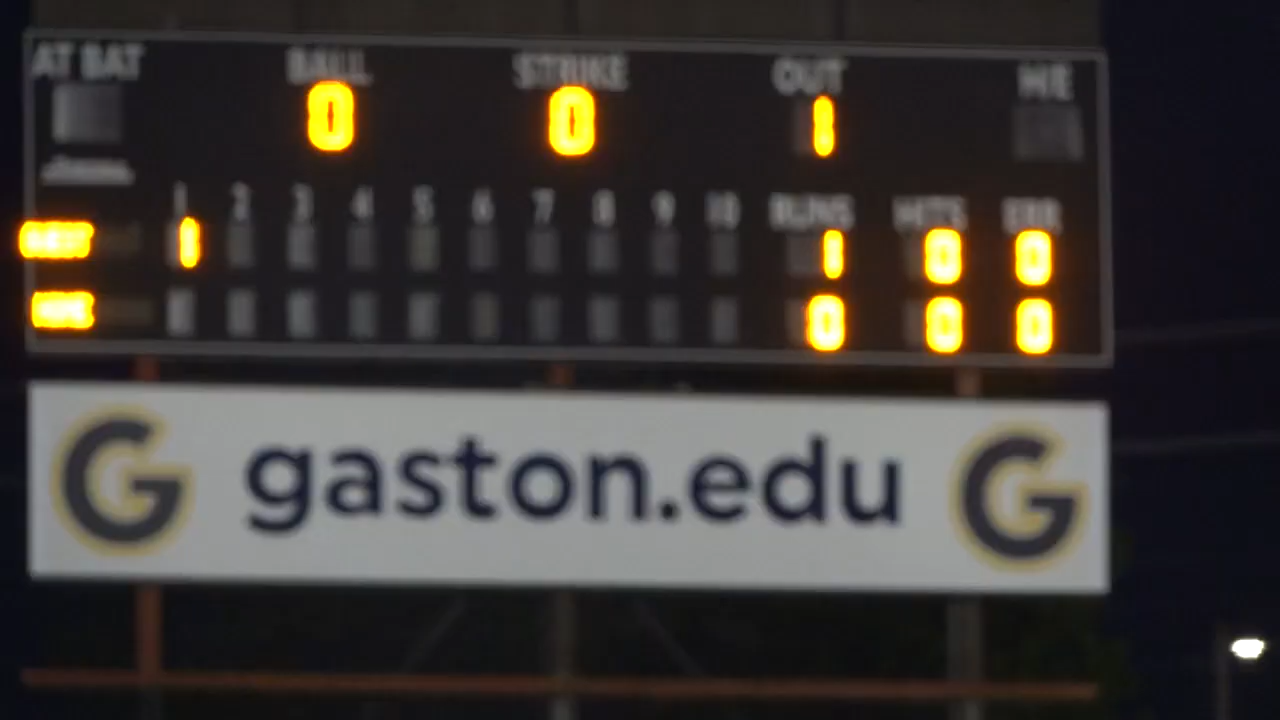 AT BAT BALL STRIKE OUT H/E
0 0 1
1 2 3 4 5 6 7 8 9 10 RUNS HITS ERR
GUEST 1 1 0 0
HOME 0 0 0
G gaston.edu G